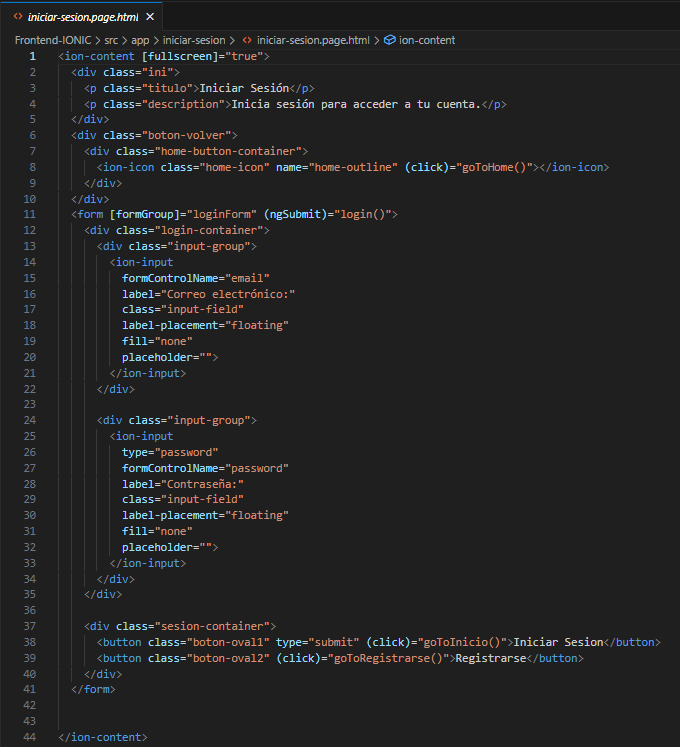 iniciar-sesion.page.html
Frontend-IONIC > src > app > iniciar-sesion > iniciar-sesion.page.html > ion-content
1 <ion-content [fullscreen]="true">
2   <div class="ini">
3     <p class="titulo">Iniciar Sesión</p>
4     <p class="description">Inicia sesión para acceder a tu cuenta.</p>
5   </div>
6   <div class="boton-volver">
7     <div class="home-button-container">
8       <ion-icon class="home-icon" name="home-outline" (click)="goToHome()"></ion-icon>
9     </div>
10   </div>
11   <form [formGroup]="loginForm" (ngSubmit)="login()">
12     <div class="login-container">
13       <div class="input-group">
14         <ion-input
15           formControlName="email"
16           label="Correo electrónico:"
17           class="input-field"
18           label-placement="floating"
19           fill="none"
20           placeholder="">
21         </ion-input>
22       </div>
23
24       <div class="input-group">
25         <ion-input
26           type="password"
27           formControlName="password"
28           label="Contraseña:"
29           class="input-field"
30           label-placement="floating"
31           fill="none"
32           placeholder="">
33         </ion-input>
34       </div>
35     </div>
36
37     <div class="sesion-container">
38       <button class="boton-oval1" type="submit" (click)="goToInicio()">Iniciar Sesion</button>
39       <button class="boton-oval2" (click)="goToRegistrarse()">Registrarse</button>
40     </div>
41   </form>
42
43
44 </ion-content>